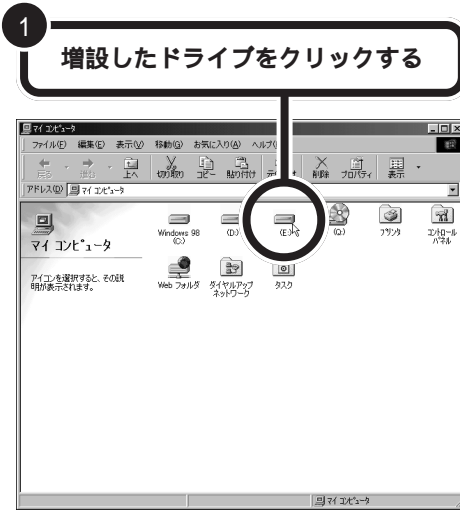 1
増設したドライブをクリックする
マイ コンピュータ
ファイル(F) 編集(E) 表示(V) 移動(G) お気に入り(A) ヘルプ(
戻る 進む 上へ 切り取り コピー 貼り付け 元 削除 プロパティ 表示
アドレス(D) マイ コンピュータ
マイ コンピュータ
アイコンを選択すると、その説
明が表示されます。
Windows 98
(C:)
(D:)
(E:)
(Q:)
プリンタ
コントロール
パネル
Web フォルダ
ダイヤルアップ
ネットワーク
タスク
マイ コンピュータ